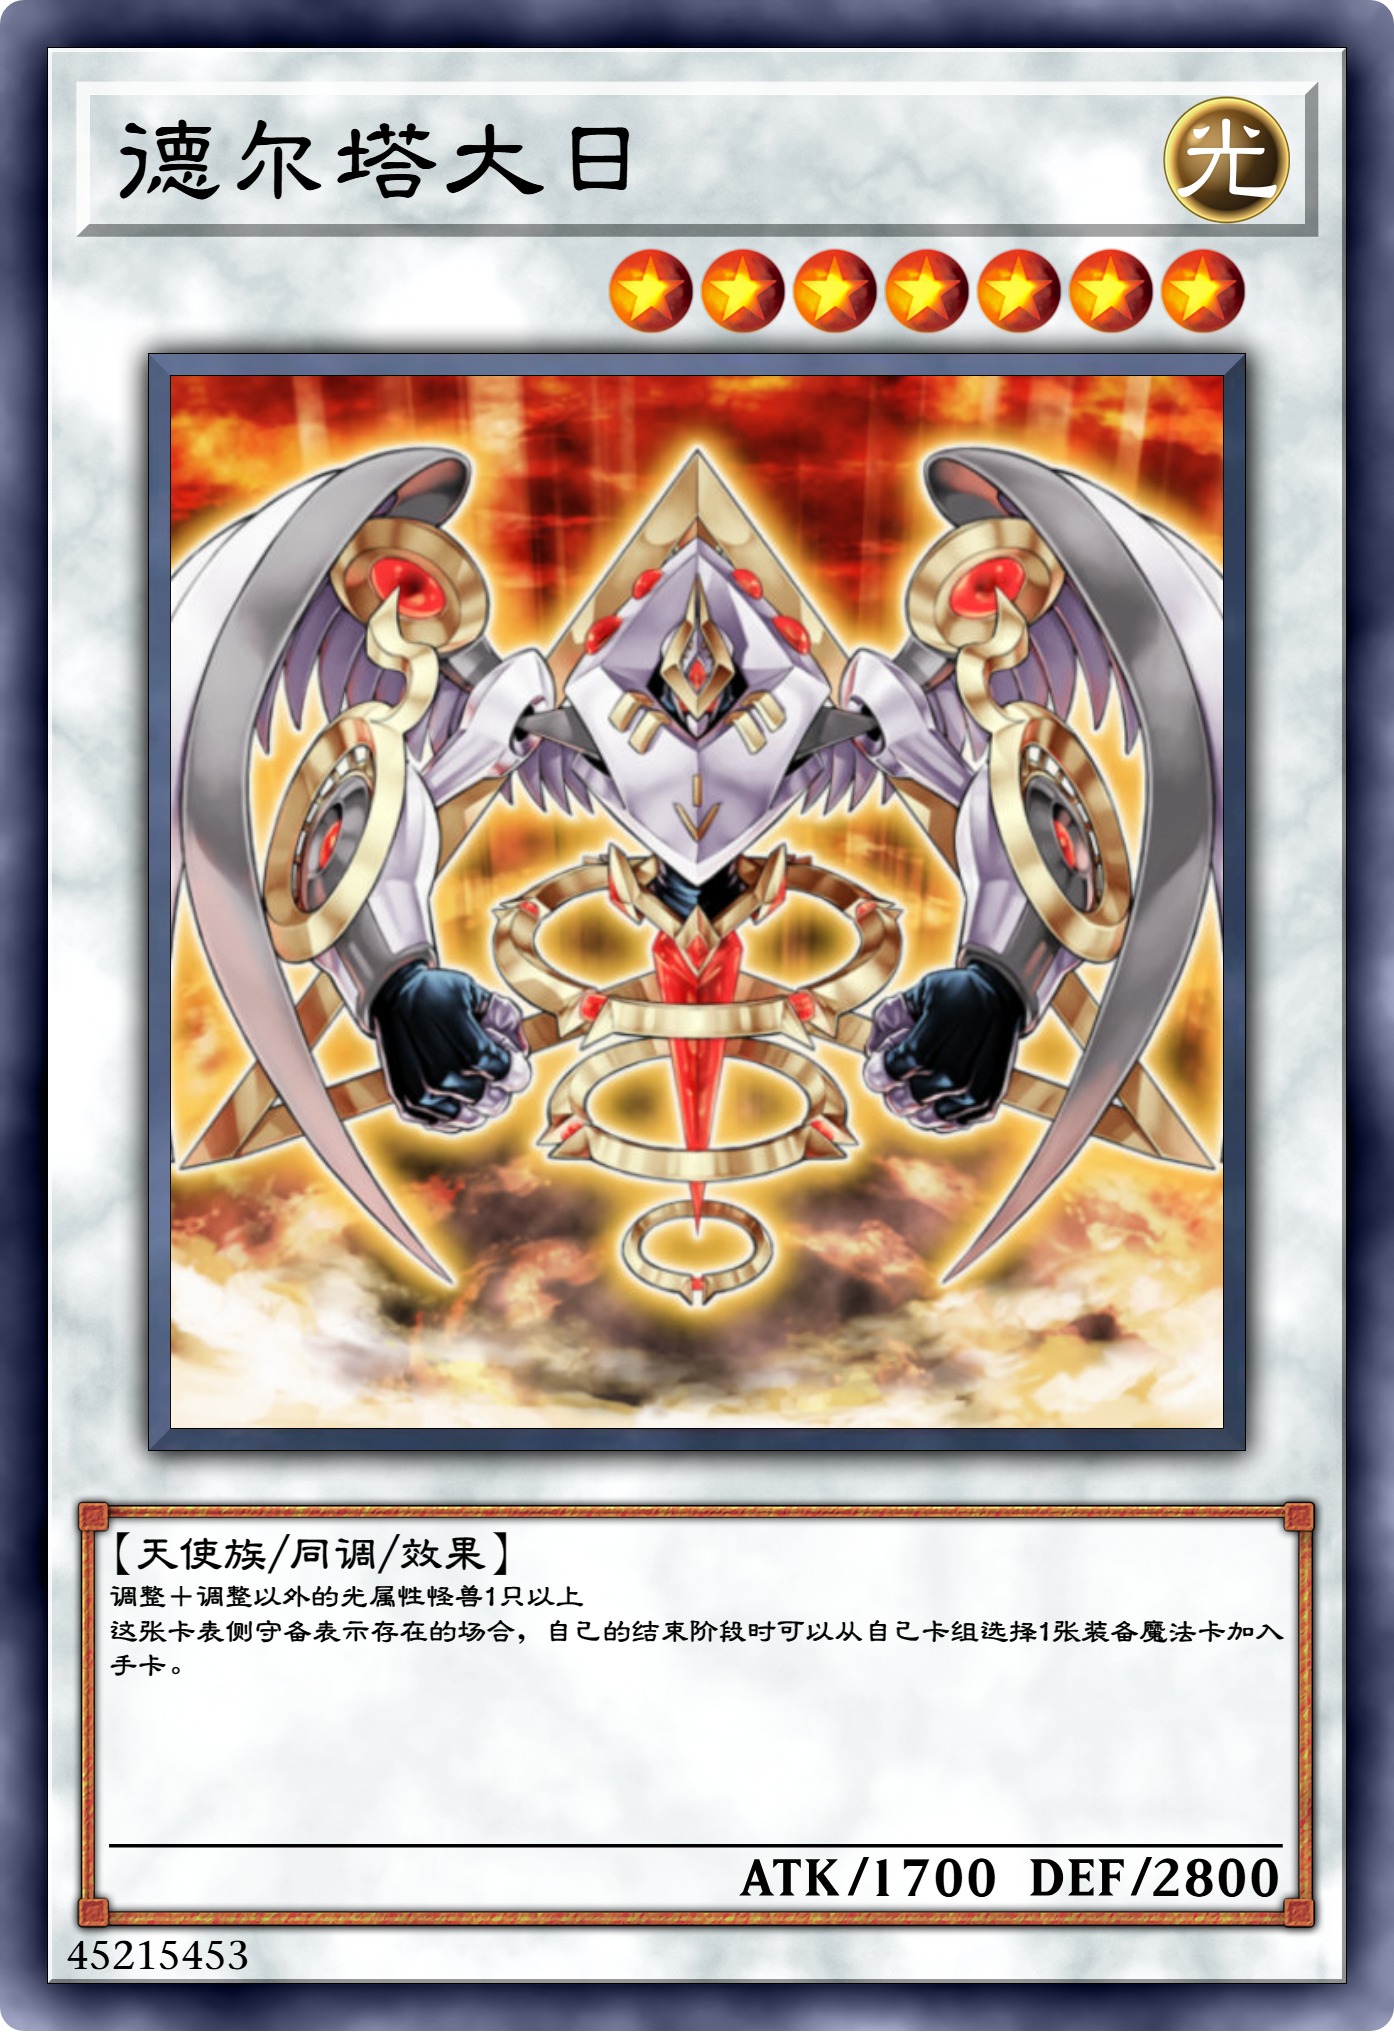 德尔塔大日
光
【天使族/同调/效果】
调整＋调整以外的光属性怪兽1只以上
这张卡表侧守备表示存在的场合，自己的结束阶段时可以从自己卡组选择1张装备魔法卡加入
手卡。
ATK/1700 DEF/2800
45215453